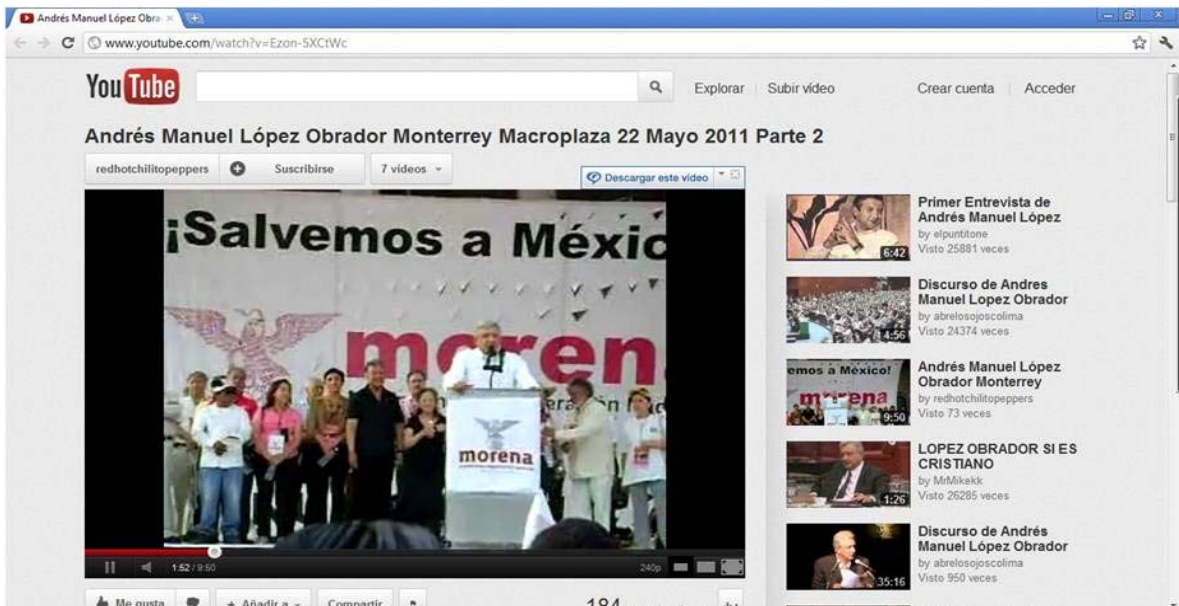 Andrés Manuel López Obra
www.youtube.com/watch?v=Ezon-5XCtWc
YouTube
Explorar
Subir vídeo
Crear cuenta
Acceder
Andrés Manuel López Obrador Monterrey Macroplaza 22 Mayo 2011 Parte 2
redhotchilitopeppers
Suscribirse
7 vídeos
Descargar este vídeo
¡Salvemos a Méxic
moren
morena
1:52 / 9:50
240p
Me gusta
+ Añadir a
Compartir
184
6:42
Primer Entrevista de
Andrés Manuel López
by elpuntitone
Visto 25881 veces
4:56
Discurso de Andres
Manuel Lopez Obrador
by abrelosojoscolima
Visto 24374 veces
emos a México!
morena
9:50
Andrés Manuel López
Obrador Monterrey
by redhotchilitopeppers
Visto 73 veces
1:26
LOPEZ OBRADOR SI ES
CRISTIANO
by MrMikekk
Visto 26285 veces
35:16
Discurso de Andrés
Manuel López Obrador
by abrelosojoscolima
Visto 950 veces